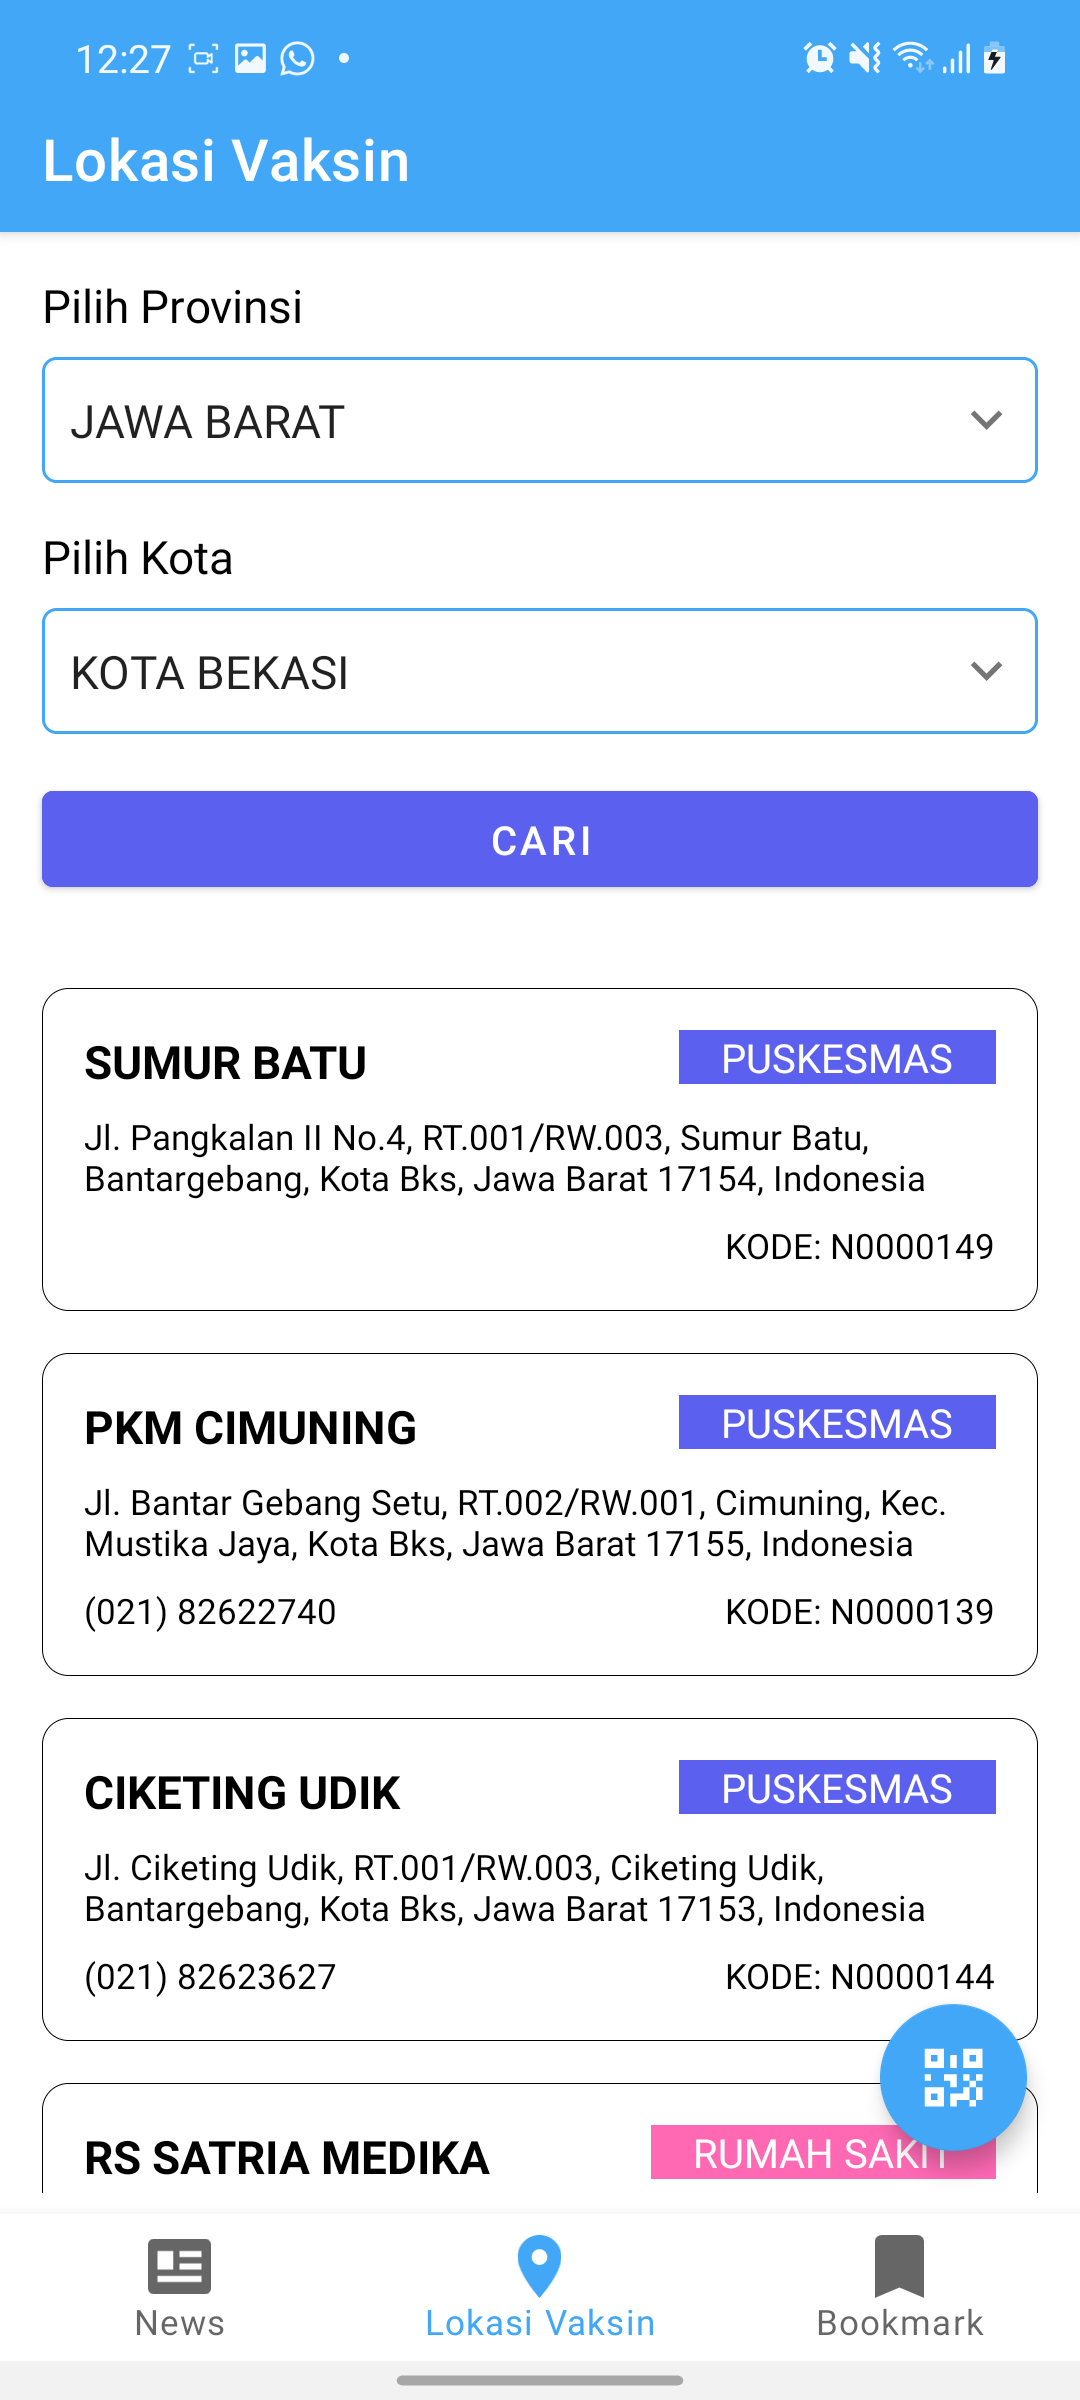 12:27
Lokasi Vaksin
Pilih Provinsi
JAWA BARAT
Pilih Kota
KOTA BEKASI
CARI
SUMUR BATU
PUSKESMAS
Jl. Pangkalan II No.4, RT.001/RW.003, Sumur Batu,
Bantargebang, Kota Bks, Jawa Barat 17154, Indonesia
KODE: N0000149
PKM CIMUNING
PUSKESMAS
Jl. Bantar Gebang Setu, RT.002/RW.001, Cimuning, Kec.
Mustika Jaya, Kota Bks, Jawa Barat 17155, Indonesia
(021) 82622740
KODE: N0000139
CIKETING UDIK
PUSKESMAS
Jl. Ciketing Udik, RT.001/RW.003, Ciketing Udik,
Bantargebang, Kota Bks, Jawa Barat 17153, Indonesia
(021) 82623627
KODE: N0000144
RS SATRIA MEDIKA
RUMAH SAKIT
News
Lokasi Vaksin
Bookmark